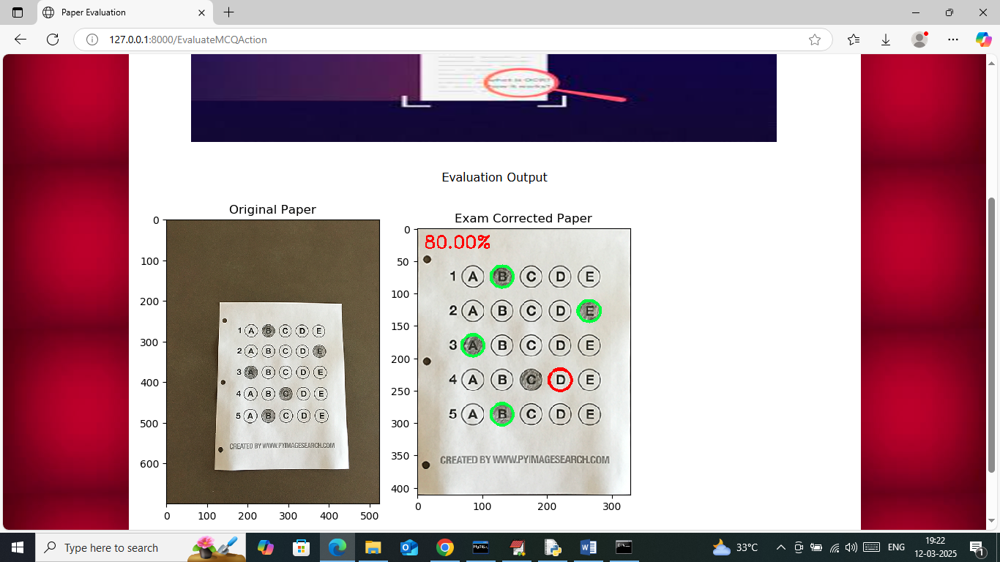 Paper Evaluation
127.0.0.1:8000/EvaluateMCQAction
what is OCR?
how it works?
Evaluation Output
Original Paper
0
100
200
300
400
500
600
0 100 200 300 400 500
1 A B C D E
2 A B C D E
3 A B C D E
4 A B C D E
5 A B C D E
CREATED BY WWW.PYIMAGESEARCH.COM
Exam Corrected Paper
0
50
100
150
200
250
300
350
400
0 100 200 300
80.00%
1 A B C D E
2 A B C D E
3 A B C D E
4 A B C D E
5 A B C D E
CREATED BY WWW.PYIMAGESEARCH.COM
Type here to search
MySQL
33°C
ENG
19:22
12-03-2025
1